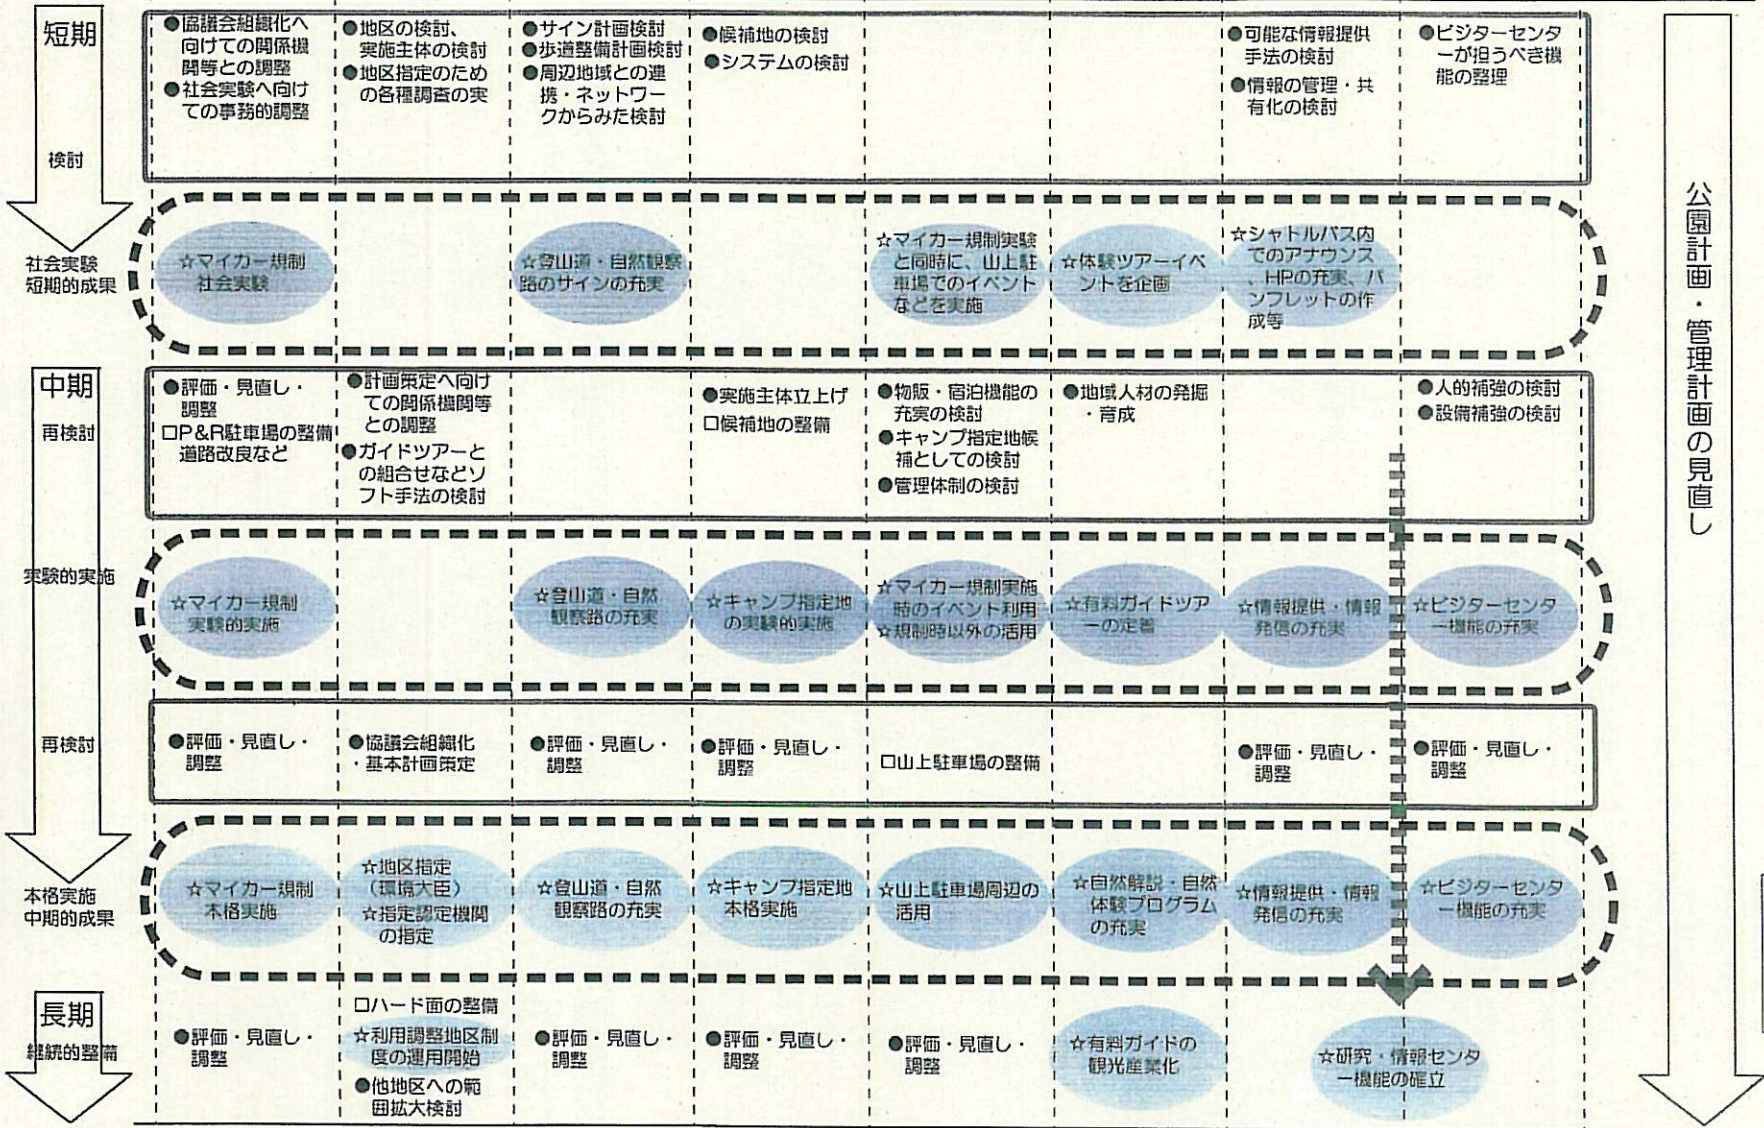 短期
検討
●協議会組織化へ
向けての関係機
関等との調整
●社会実験へ向け
ての事務的調整
●地区の検討、
実施主体の検討
●地区指定のため
の各種調査の実
●サイン計画検討
●歩道整備計画検討
●周辺地域との連
携・ネットワー
クからみた検討
●候補地の検討
●システムの検討
●可能な情報提供
手法の検討
●情報の管理・共
有化の検討
●ビジターセンタ
ーが担うべき機
能の整理
社会実験
短期的成果
☆マイカー規制
社会実験
☆登山道・自然観察
路のサインの充実
☆マイカー規制実験
と同時に、山上駐
車場でのイベント
などを実施
☆体験ツアーイベ
ントを企画
☆シャトルバス内
でのアナウンス
、HPの充実、パ
ンフレットの作
成等
中期
再検討
●評価・見直し・
調整
□P&R駐車場の整備
道路改良など
●計画策定へ向け
ての関係機関等
との調整
●ガイドツアーと
の組合せなどソ
フト手法の検討
●実施主体立上げ
□候補地の整備
●物販・宿泊機能の
充実の検討
●キャンプ指定地候
補としての検討
●管理体制の検討
●地域人材の発掘
・育成
●人的補強の検討
●設備補強の検討
実験的実施
☆マイカー規制
実験的実施
☆登山道・自然
観察路の充実
☆キャンプ指定地
の実験的実施
☆マイカー規制実施
時のイベント利用
☆規制時以外の活用
☆有料ガイドツア
ーの定着
☆情報提供・情報
発信の充実
☆ビジターセンタ
ー機能の充実
再検討
●評価・見直し・
調整
●協議会組織化
・基本計画策定
●評価・見直し・
調整
●評価・見直し・
調整
□山上駐車場の整備
●評価・見直し・
調整
●評価・見直し・
調整
本格実施
中期的成果
☆マイカー規制
本格実施
☆地区指定
(環境大臣)
☆指定認定機関
の指定
☆登山道・自然
観察路の充実
☆キャンプ指定地
本格実施
☆山上駐車場周辺の
活用
☆自然解説・自然
体験プログラム
の充実
☆情報提供・情報
発信の充実
☆ビジターセンタ
ー機能の充実
長期
継続的整備
●評価・見直し・
調整
□ハード面の整備
☆利用調整地区制
度の運用開始
●他地区への範
囲拡大検討
●評価・見直し・
調整
●評価・見直し・
調整
●評価・見直し・
調整
☆有料ガイドの
観光産業化
☆研究・情報センタ
ー機能の確立
公園計画・管理計画の見直し